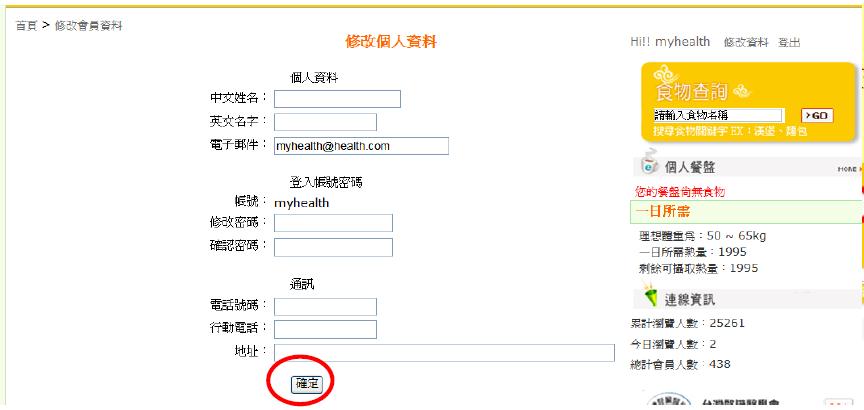 首頁 > 修改會員資料
修改個人資料
個人資料
中文姓名：
英文名字：
電子郵件： myhealth@health.com
登入帳號密碼
帳號： myhealth
修改密碼：
確認密碼：
通訊
電話號碼：
行動電話：
地址：
確定
Hi!! myhealth 修改資料 登出
食物查詢
請輸入食物名稱 >GO
搜尋食物關鍵字 EX：漢堡、麵包
個人餐盤 MORE
您的餐盤尚無食物
一日所需
理想體重為：50 ~ 65kg
一日所需熱量：1995
剩餘可攝取熱量：1995
連線資訊
累計瀏覽人數：25261
今日瀏覽人數：2
總計會員人數：438